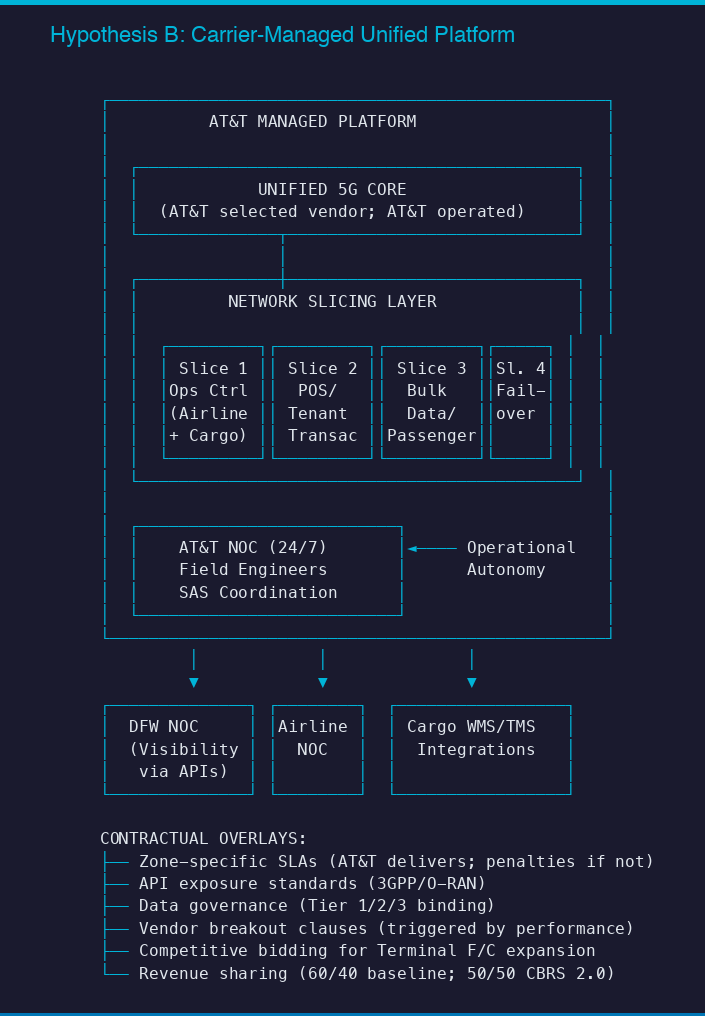 Hypothesis B: Carrier-Managed Unified Platform
AT&T MANAGED PLATFORM
UNIFIED 5G CORE
(AT&T selected vendor; AT&T operated)
NETWORK SLICING LAYER
Slice 1
Ops Ctrl
(Airline
+ Cargo)
Slice 2
POS/
Tenant
Transac
Slice 3
Bulk
Data/
Passenger
Sl. 4
Fail-
over
AT&T NOC (24/7)
Field Engineers
SAS Coordination
Operational
Autonomy
DFW NOC
(Visibility
via APIs)
Airline
NOC
Cargo WMS/TMS
Integrations
CONTRACTUAL OVERLAYS:
Zone-specific SLAs (AT&T delivers; penalties if not)
API exposure standards (3GPP/O-RAN)
Data governance (Tier 1/2/3 binding)
Vendor breakout clauses (triggered by performance)
Competitive bidding for Terminal F/C expansion
Revenue sharing (60/40 baseline; 50/50 CBRS 2.0)